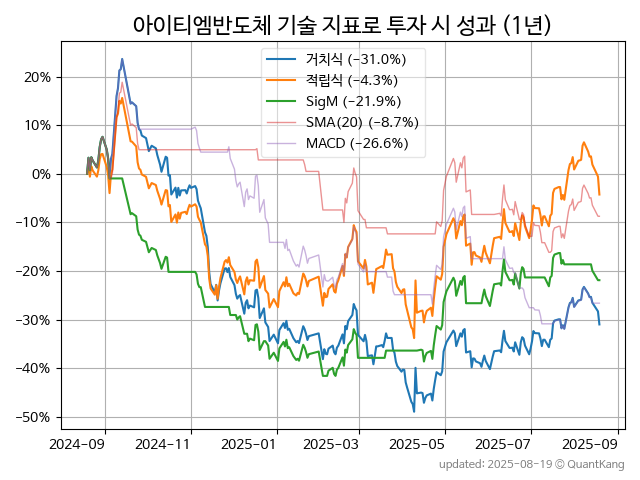 아이티엠반도체 기술 지표로 투자 시 성과 (1년)
거치식 (−31.0%)
적립식 (−4.3%)
SigM (−21.9%)
SMA(20) (−8.7%)
MACD (−26.6%)
20%
10%
0%
−10%
−20%
−30%
−40%
−50%
2024-09 2024-11 2025-01 2025-03 2025-05 2025-07 2025-09
updated: 2025-08-19 © QuantKang